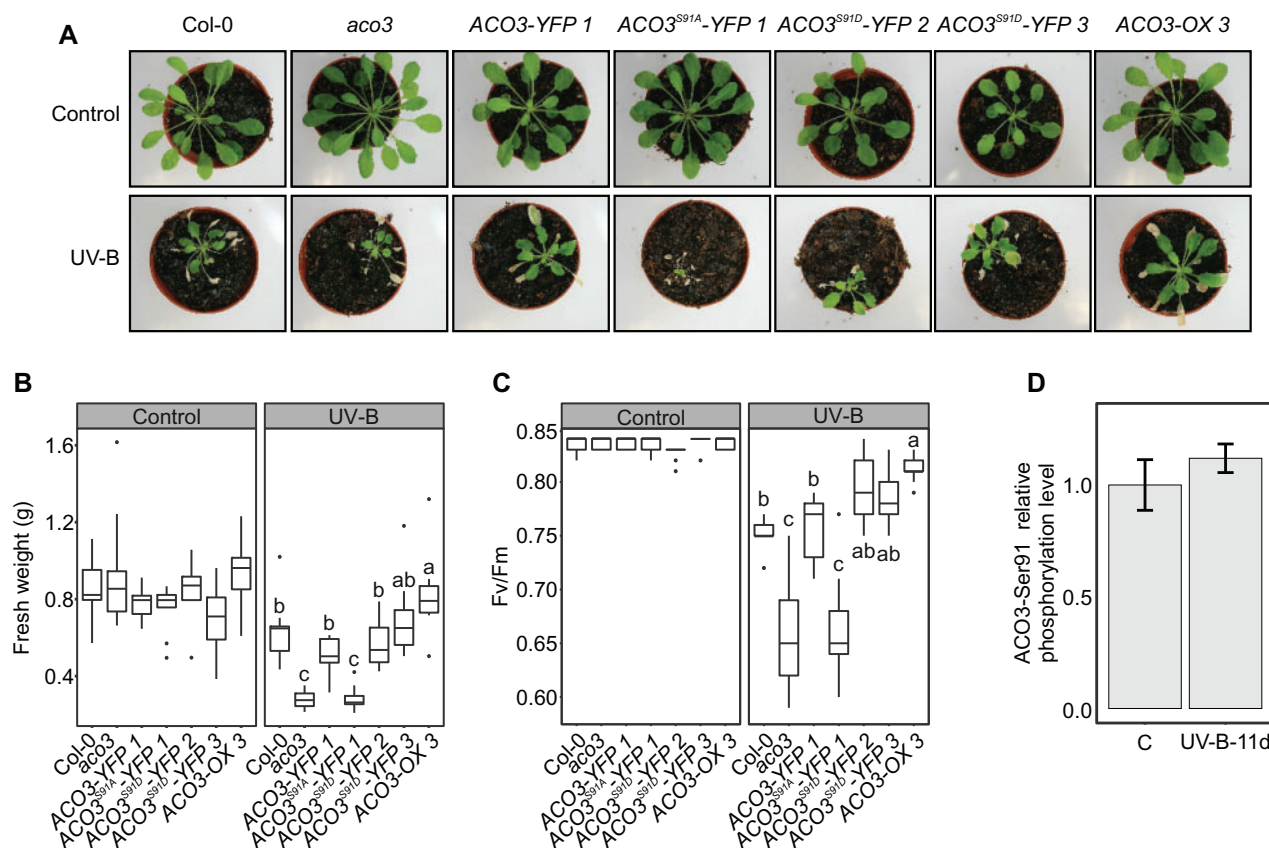 A
Col-0 aco3 ACO3-YFP 1 ACO3S91A-YFP 1 ACO3S91D-YFP 2 ACO3S91D-YFP 3 ACO3-OX 3
Control
UV-B
B
Control UV-B
Fresh weight (g)
1.6
1.2
0.8
0.4
b
c
b
c
b
ab
a
Col-0
aco3
ACO3-YFP 1
ACO3S91A-YFP 1
ACO3S91D-YFP 2
ACO3S91D-YFP 3
ACO3-OX 3
Col-0
aco3
ACO3-YFP 1
ACO3S91A-YFP 1
ACO3S91D-YFP 2
ACO3S91D-YFP 3
ACO3-OX 3
C
Control UV-B
Fv/Fm
0.85
0.80
0.75
0.70
0.65
0.60
b
c
b
c
ab
ab
a
Col-0
aco3
ACO3-YFP 1
ACO3S91A-YFP 1
ACO3S91D-YFP 2
ACO3S91D-YFP 3
ACO3-OX 3
Col-0
aco3
ACO3-YFP 1
ACO3S91A-YFP 1
ACO3S91D-YFP 2
ACO3S91D-YFP 3
ACO3-OX 3
D
ACO3-Ser91 relative
phosphorylation level
1.0
0.5
0.0
C UV-B-11d